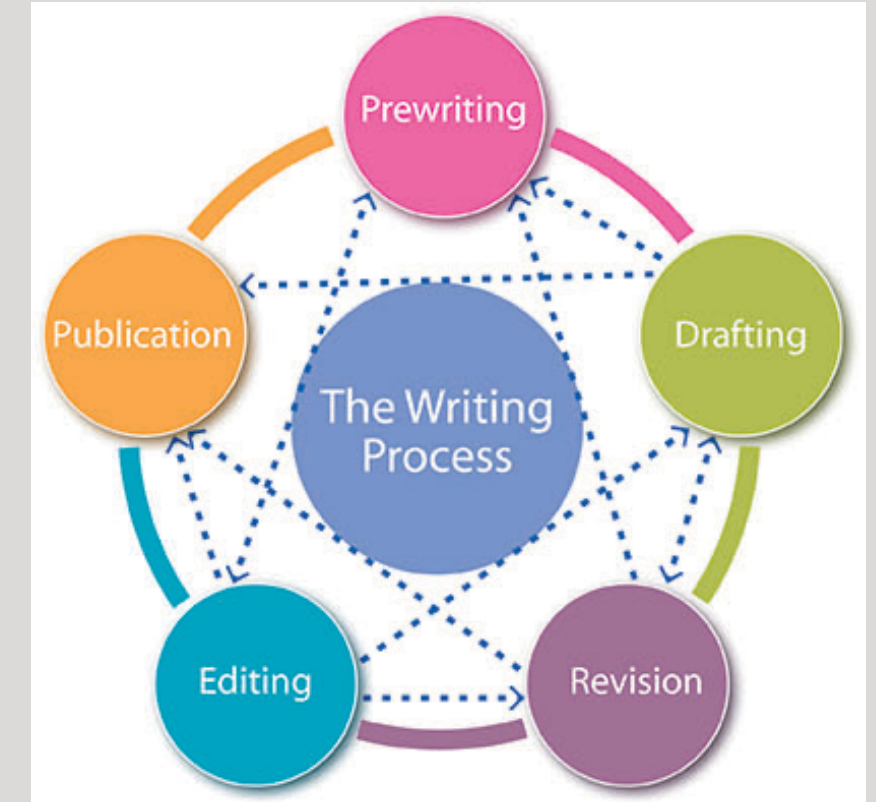 Prewriting
Drafting
Revision
Editing
Publication
The Writing
Process